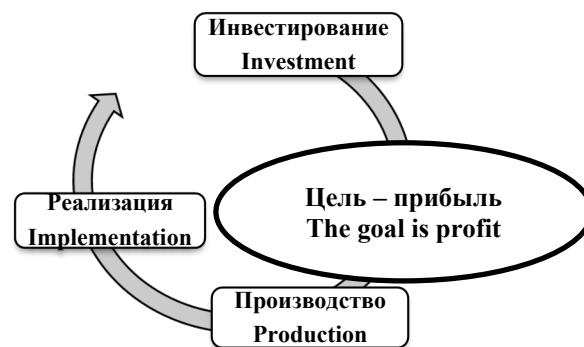 Инвестирование
Investment
Цель – прибыль
The goal is profit
Реализация
Implementation
Производство
Production